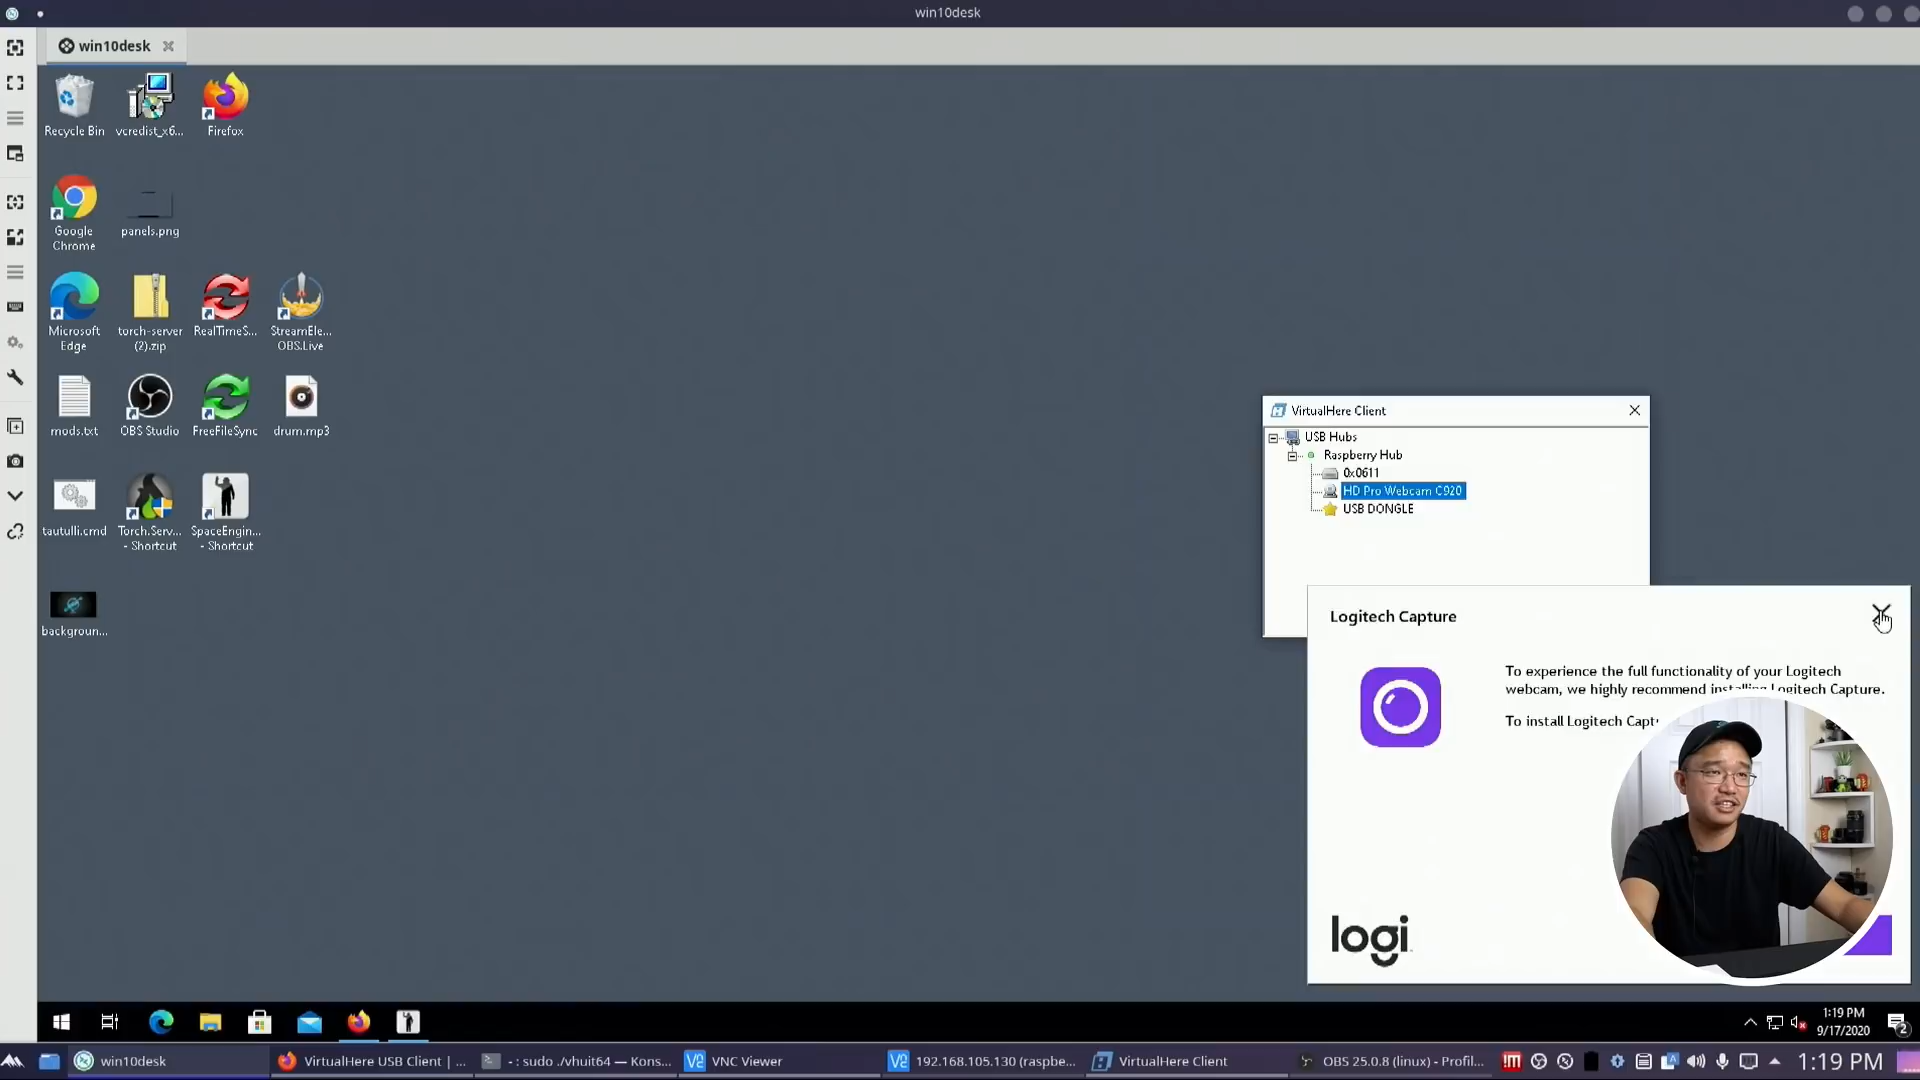 win10desk
win10desk
Recycle Bin
vcredist_x6...
Firefox
Google
Chrome
panels.png
Microsoft
Edge
torch-server
(2).zip
RealTimeS...
StreamEle...
OBS.Live
mods.txt
OBS Studio
FreeFileSync
drum.mp3
tautulli.cmd
Torch.Serv...
- Shortcut
SpaceEngin...
- Shortcut
backgroun...
VirtualHere Client
USB Hubs
Raspberry Hub
0x0611
HD Pro Webcam C920
USB DONGLE
Logitech Capture
To experience the full functionality of your Logitech
webcam, we highly recommend installing Logitech Capture.
To install Logitech Captu
logi
1:19 PM
9/17/2020
2
win10desk
VirtualHere USB Client | ...
- : sudo ./vhuit64 — Kons...
VNC Viewer
192.168.105.130 (raspbe...
VirtualHere Client
OBS 25.0.8 (linux) - Profil...
1:19 PM